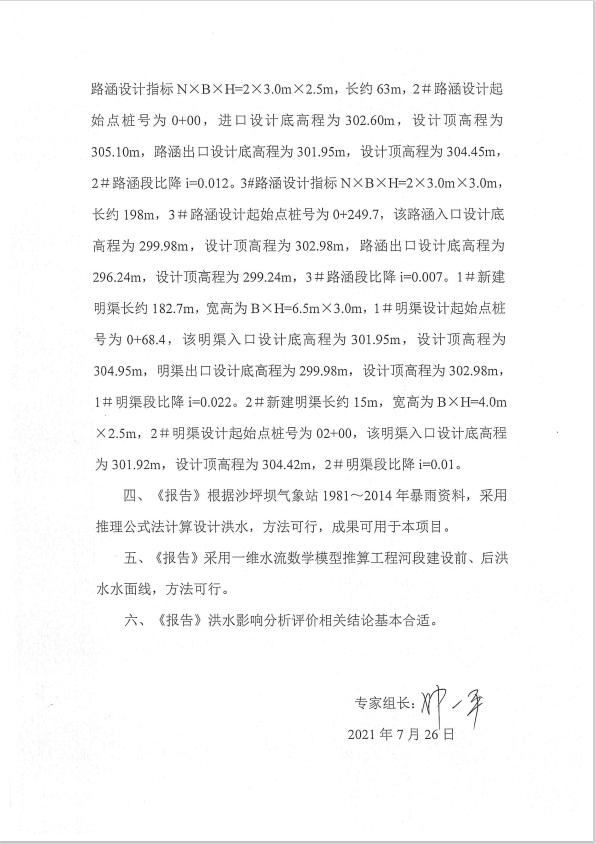 路涵设计指标 N×B×H=2×3.0m×2.5m，长约 63m，2＃路涵设计起
始点桩号为 0+00，进口设计底高程为 302.60m，设计顶高程为
305.10m，路涵出口设计底高程为 301.95m，设计顶高程为 304.45m，
2＃路涵段比降 i=0.012。3#路涵设计指标 N×B×H=2×3.0m×3.0m，
长约 198m，3＃路涵设计起始点桩号为 0+249.7，该路涵入口设计底
高程为 299.98m，设计顶高程为 302.98m，路涵出口设计底高程为
296.24m，设计顶高程为 299.24m，3＃路涵段比降 i=0.007。1＃新建
明渠长约 182.7m，宽高为 B×H=6.5m×3.0m，1＃明渠设计起始点桩
号为 0+68.4，该明渠入口设计底高程为 301.95m，设计顶高程为
304.95m，明渠出口设计底高程为 299.98m，设计顶高程为 302.98m，
1＃明渠段比降 i=0.022。2＃新建明渠长约 15m，宽高为 B×H=4.0m
×2.5m，2＃明渠设计起始点桩号为 02+00，该明渠入口设计底高程
为 301.92m，设计顶高程为 304.42m，2＃明渠段比降 i=0.01。
四、《报告》根据沙坪坝气象站 1981～2014 年暴雨资料，采用
推理公式法计算设计洪水，方法可行，成果可用于本项目。
五、《报告》采用一维水流数学模型推算工程河段建设前、后洪
水水面线，方法可行。
六、《报告》洪水影响分析评价相关结论基本合适。
专家组长：
2021 年 7 月 26 日